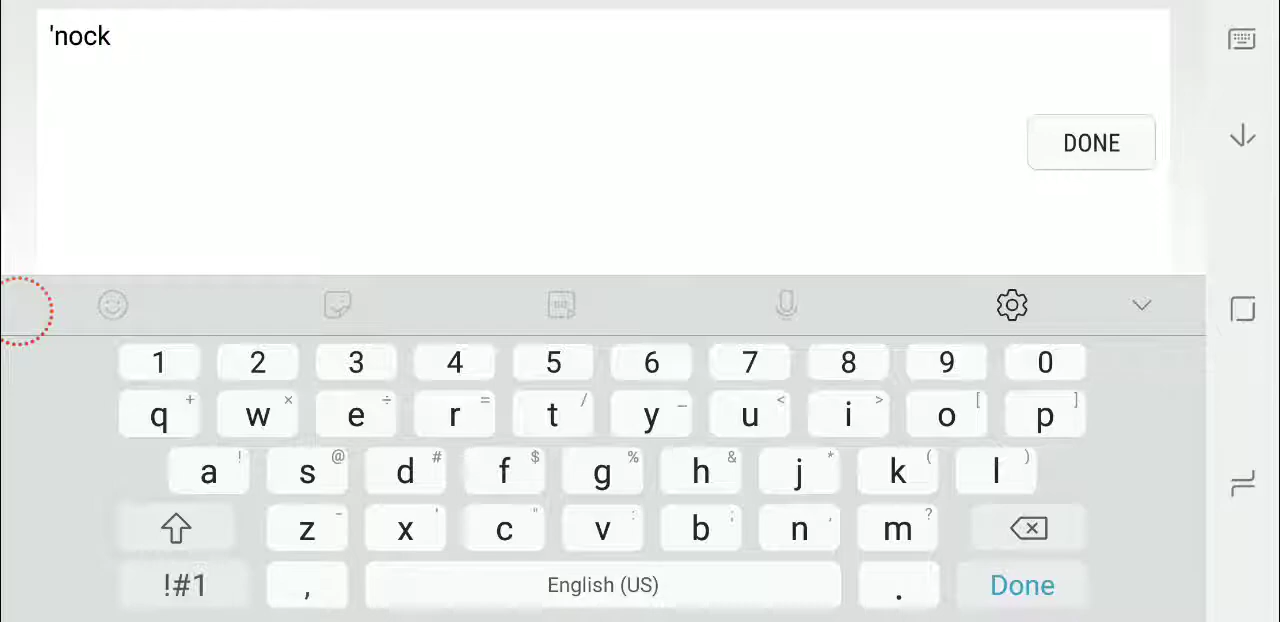 'nock
DONE
1 2 3 4 5 6 7 8 9 0
q + w × e ÷ r = t / y _ u < i > o [ p ]
a ! s @ d # f $ g % h & j * k ( l )
z - x ' c " v : b ; n , m ?
!#1 , English (US) . Done